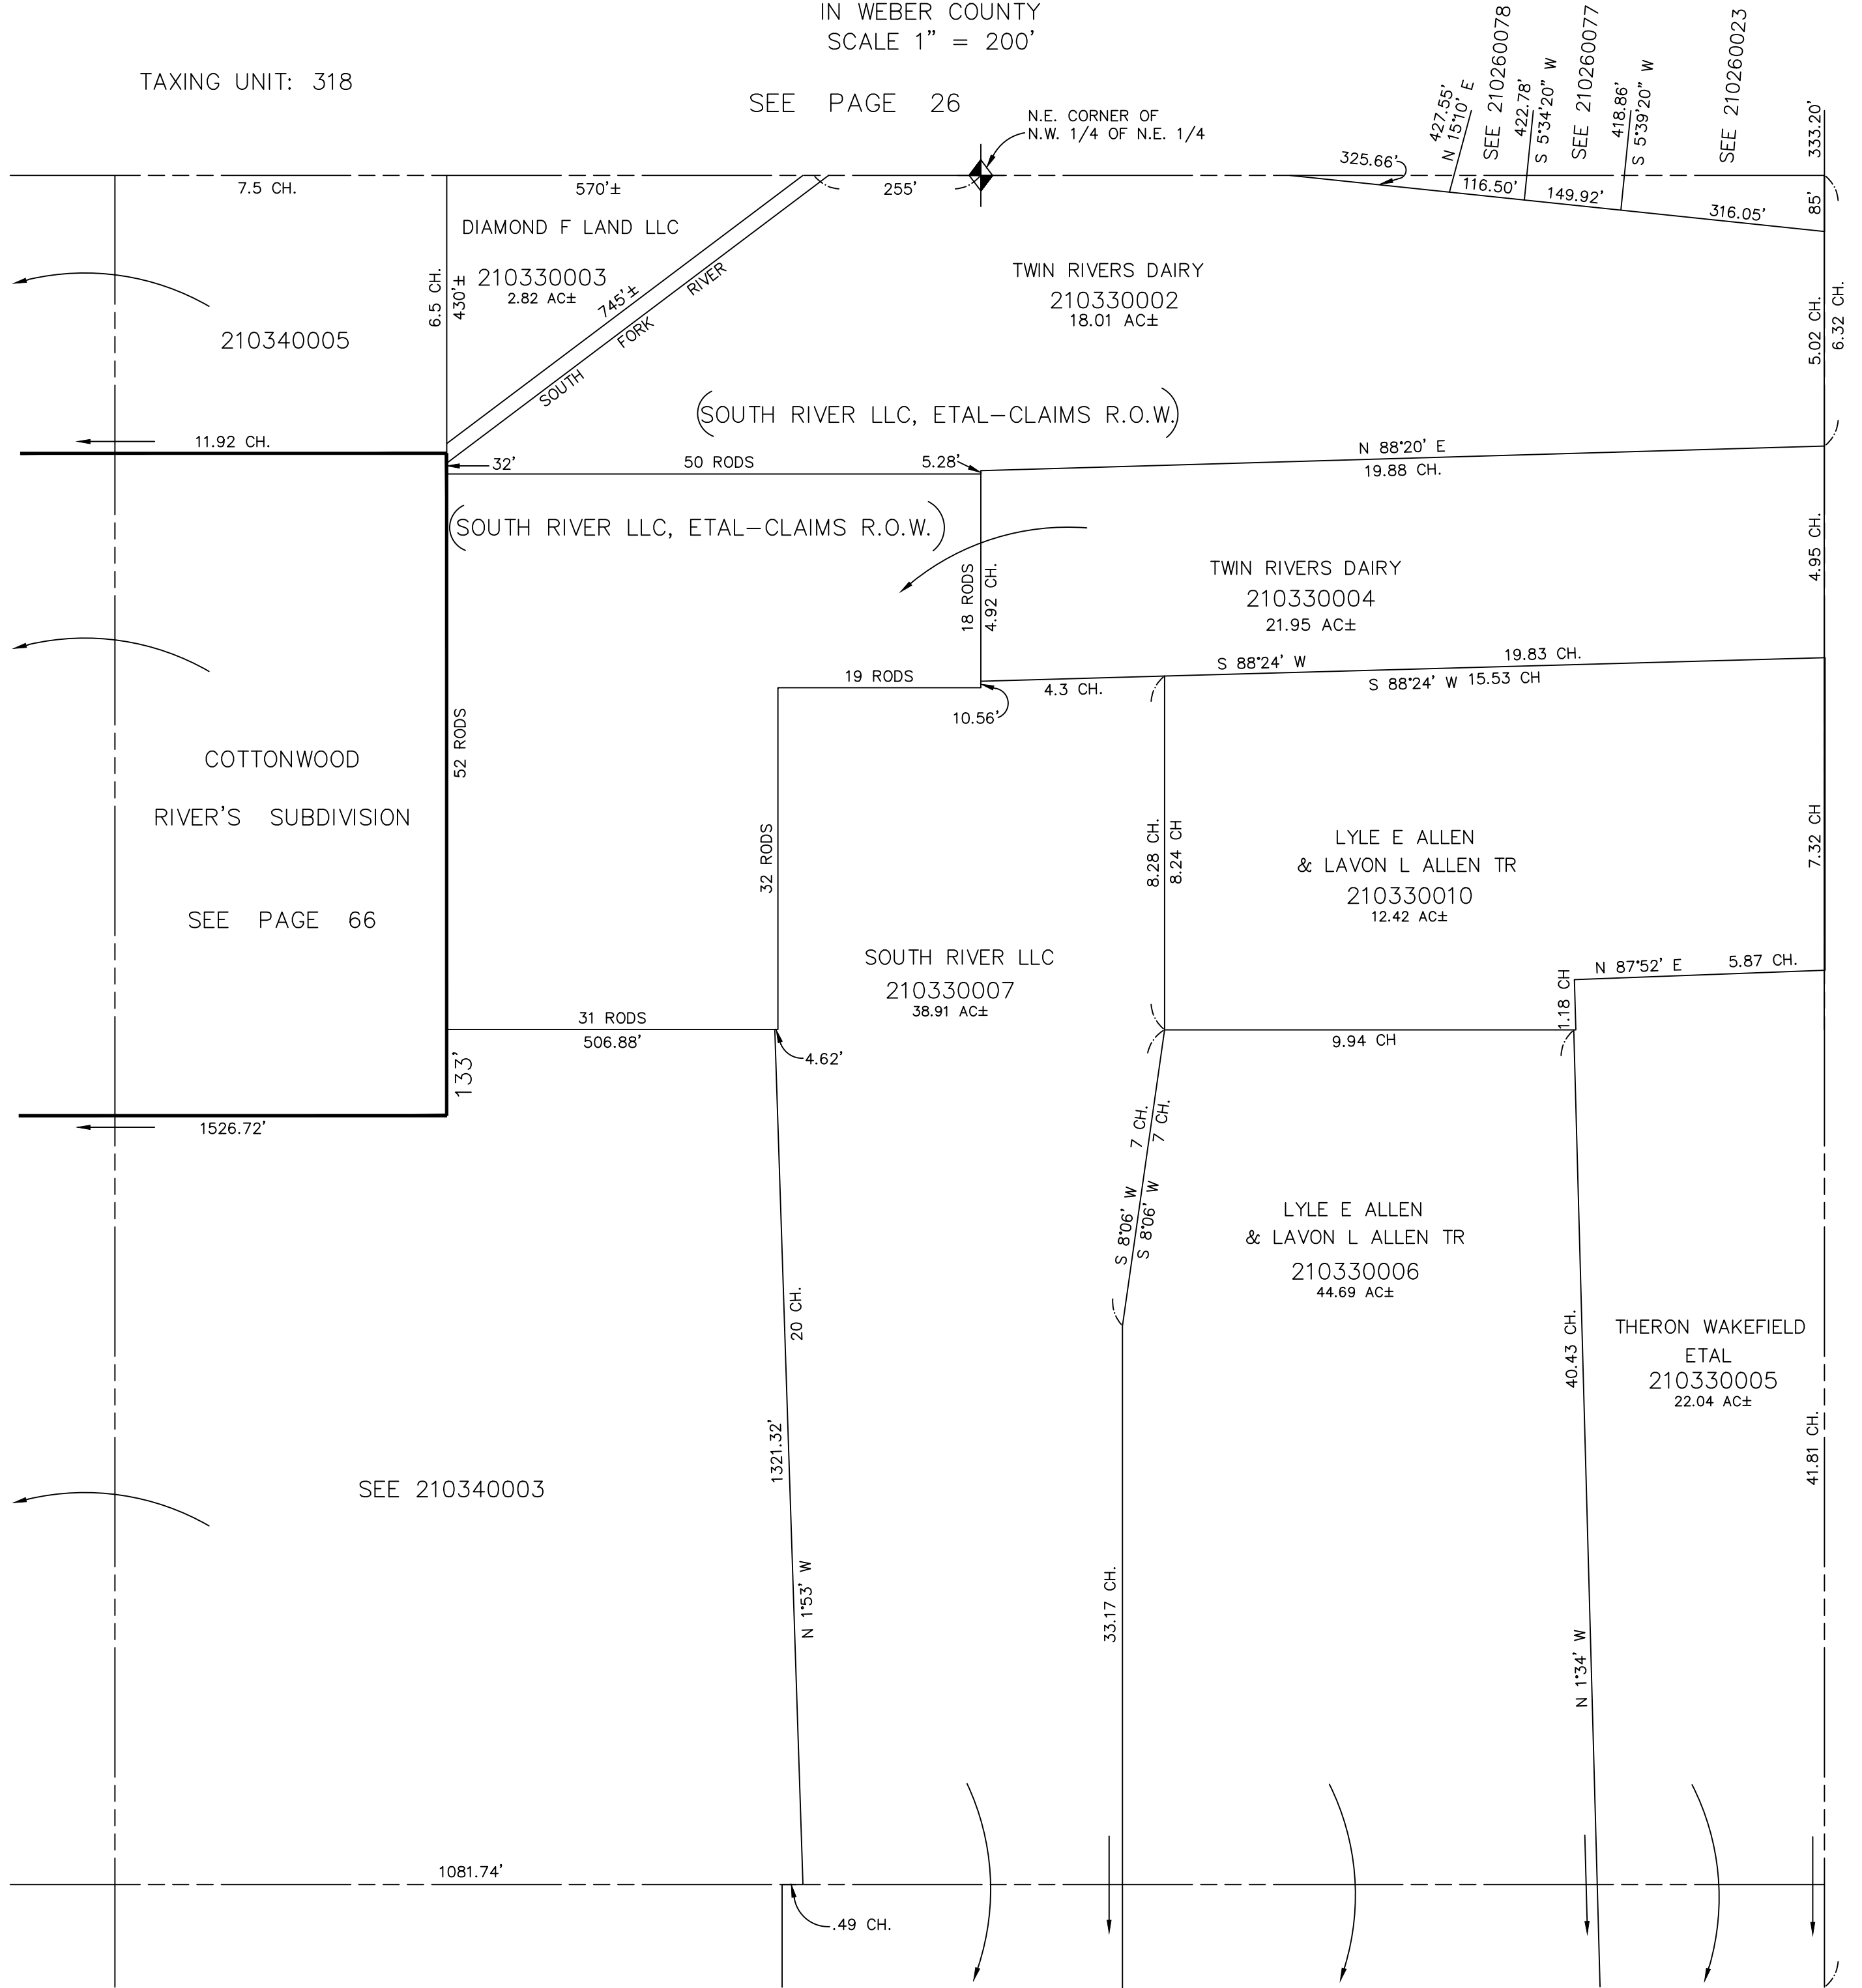 IN WEBER COUNTY
SCALE 1" = 200'
TAXING UNIT: 318
SEE PAGE 26
N.E. CORNER OF
N.W. 1/4 OF N.E. 1/4
427.55'
N 15°10' E
SEE 210260078
422.78'
S 5°34'20" W
SEE 210260077
418.86'
S 5°39'20" W
SEE 210260023
333.20'
7.5 CH.
570'±
255'
325.66'
116.50'
149.92'
316.05'
85'
DIAMOND F LAND LLC
210330003
2.82 AC±
6.5 CH.
430'±
745'±
SOUTH FORK RIVER
TWIN RIVERS DAIRY
210330002
18.01 AC±
5.02 CH.
6.32 CH.
210340005
(SOUTH RIVER LLC, ETAL-CLAIMS R.O.W.)
11.92 CH.
32'
50 RODS
5.28'
N 88°20' E
19.88 CH.
(SOUTH RIVER LLC, ETAL-CLAIMS R.O.W.)
18 RODS
4.92 CH.
TWIN RIVERS DAIRY
210330004
21.95 AC±
4.95 CH.
19 RODS
10.56'
4.3 CH.
S 88°24' W
19.83 CH.
S 88°24' W 15.53 CH
52 RODS
COTTONWOOD
RIVER'S SUBDIVISION
SEE PAGE 66
32 RODS
8.28 CH.
8.24 CH
LYLE E ALLEN
& LAVON L ALLEN TR
210330010
12.42 AC±
7.32 CH
SOUTH RIVER LLC
210330007
38.91 AC±
N 87°52' E
5.87 CH.
1.18 CH
31 RODS
506.88'
4.62'
9.94 CH
133'
1526.72'
7 CH.
7 CH.
S 8°06' W
S 8°06' W
LYLE E ALLEN
& LAVON L ALLEN TR
210330006
44.69 AC±
20 CH.
1321.32'
N 1°53' W
40.43 CH.
N 1°34' W
THERON WAKEFIELD
ETAL
210330005
22.04 AC±
41.81 CH.
SEE 210340003
33.17 CH.
1081.74'
.49 CH.